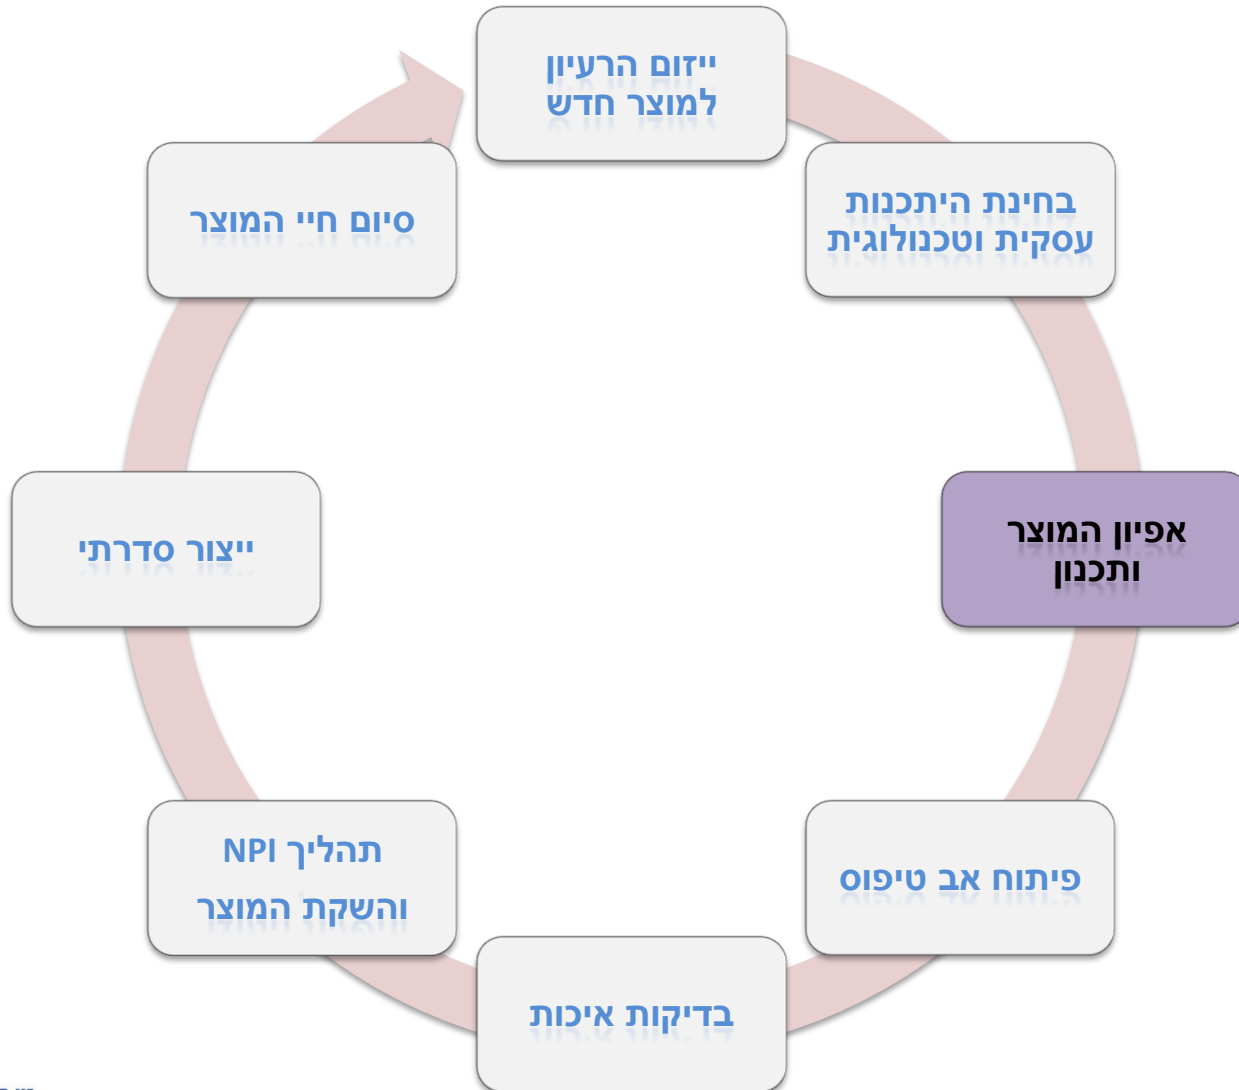 ייזום הרעיון
למוצר חדש
בחינת היתכנות
עסקית וטכנולוגית
אפיון המוצר
ותכנון
פיתוח אב טיפוס
בדיקות איכות
תהליך NPI
והשקת המוצר
ייצור סדרתי
סיום חיי המוצר